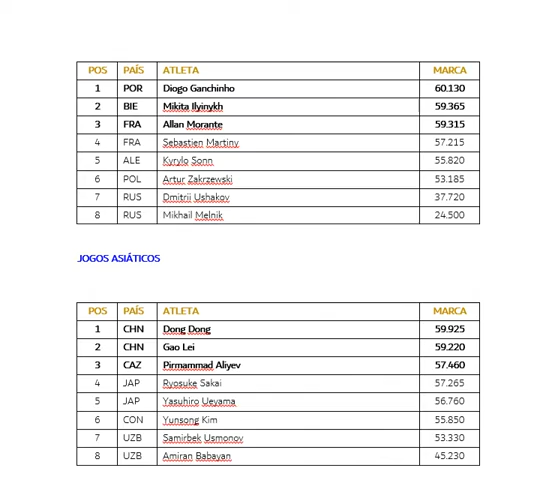 POS PAÍS ATLETA MARCA
1 POR Diogo Ganchinho 60.130
2 BIE Mikita Ilyinykh 59.365
3 FRA Allan Morante 59.315
4 FRA Sebastien Martiny 57.215
5 ALE Kyrylo Sonn 55.820
6 POL Artur Zakrzewski 53.185
7 RUS Dmitrii Ushakov 37.720
8 RUS Mikhail Melnik 24.500
JOGOS ASIÁTICOS
POS PAÍS ATLETA MARCA
1 CHN Dong Dong 59.925
2 CHN Gao Lei 59.220
3 CAZ Pirmammad Aliyev 57.460
4 JAP Ryosuke Sakai 57.265
5 JAP Yasuhiro Ueyama 56.760
6 CON Yunsong Kim 55.850
7 UZB Samirbek Usmonov 53.330
8 UZB Amiran Babayan 45.230